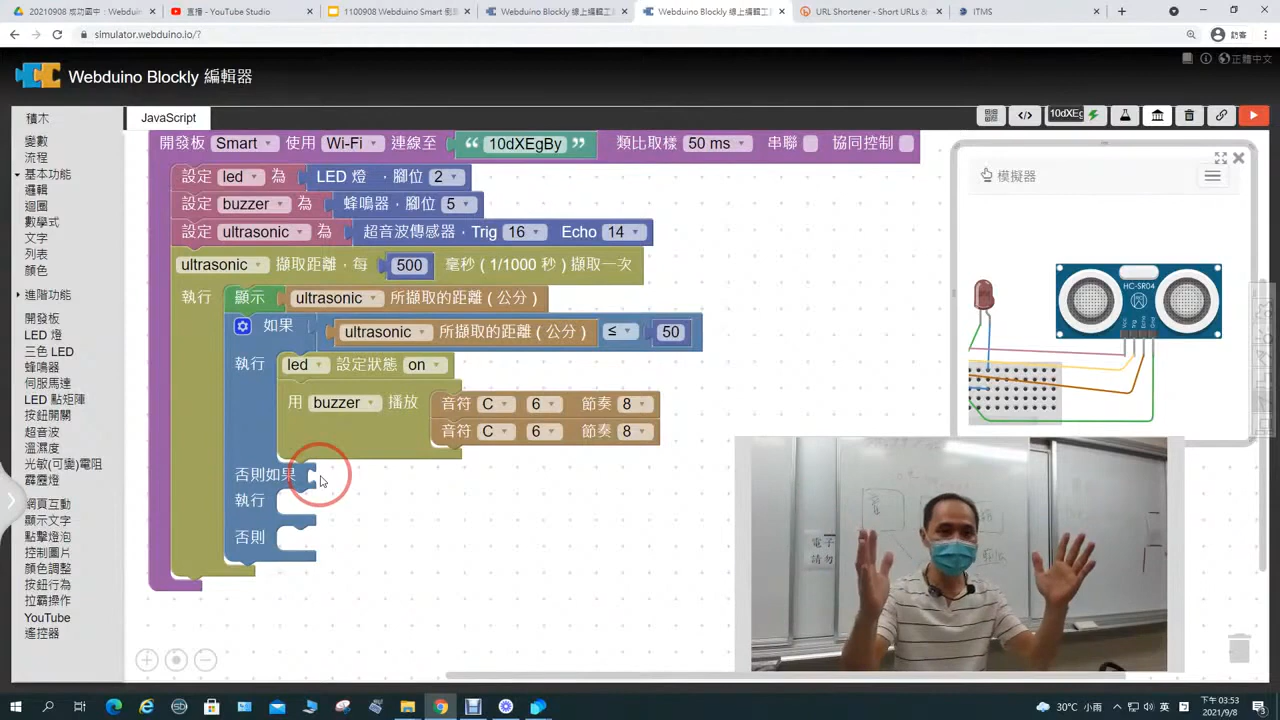 20210908 成功國中 : Webduin
直播 - YouTube Studio
1100908 Webduino Smart 個
Webduino Blockly 線上編輯工
Webduino Blockly 線上編輯工
URL Shortener - Short URLs &
ITMS
simulator.webduino.io/?
訪客
Webduino Blockly 編輯器
正體中文
積木
JavaScript
10dXEg
變數
流程
基本功能
邏輯
迴圈
數學式
文字
列表
顏色
進階功能
開發板
LED 燈
三色 LED
蜂鳴器
伺服馬達
LED 點矩陣
按鈕開關
超音波
溫濕度
光敏(可變)電阻
霹靂燈
網頁互動
顯示文字
點擊燈泡
控制圖片
顏色調整
按鈕行為
拉霸操作
YouTube
遙控器
開發板 Smart 使用 Wi-Fi 連線至 “ 10dXEgBy ” 類比取樣 50 ms 串聯 協同控制
設定 led 為 LED 燈 ，腳位 2
設定 buzzer 為 蜂鳴器，腳位 5
設定 ultrasonic 為 超音波傳感器，Trig 16 Echo 14
ultrasonic 擷取距離，每 500 毫秒 ( 1/1000 秒 ) 擷取一次
執行 顯示 ultrasonic 所擷取的距離 ( 公分 )
如果 ultrasonic 所擷取的距離 ( 公分 ) ≤ 50
執行 led 設定狀態 on
用 buzzer 播放 音符 C 6 節奏 8
音符 C 6 節奏 8
否則如果
執行
否則
模擬器
HC-SR04
Vcc Trig Echo Gnd
電子
請勿
30°C 小雨
英
下午 03:53
2021/9/8
3